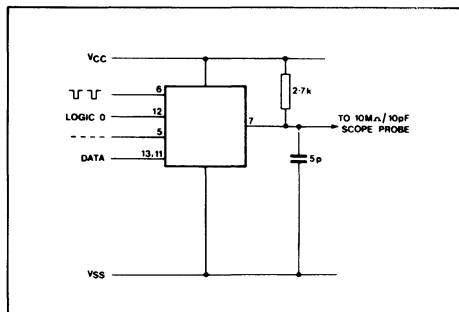 VCC
6
2·7k
LOGIC 0
12
7
TO 10MΩ/10pF
SCOPE PROBE
5
DATA
13,11
5p
VSS